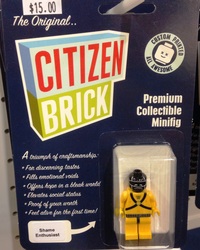 $15.00
The Original..
CITIZEN
BRICK
CUSTOM PRINTED
ALL AWESOME
Premium
Collectible
Minifig
A triumph of craftsmanship:
• For discerning tastes
• Fills emotional voids
• Offers hope in a bleak world
• Elevates social status
• Proof of your worth
• Feel alive for the first time!
Shame
Enthusiast